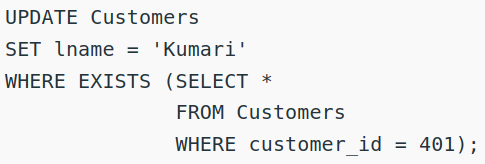 UPDATE Customers
SET lname = 'Kumari'
WHERE EXISTS (SELECT *
FROM Customers
WHERE customer_id = 401);